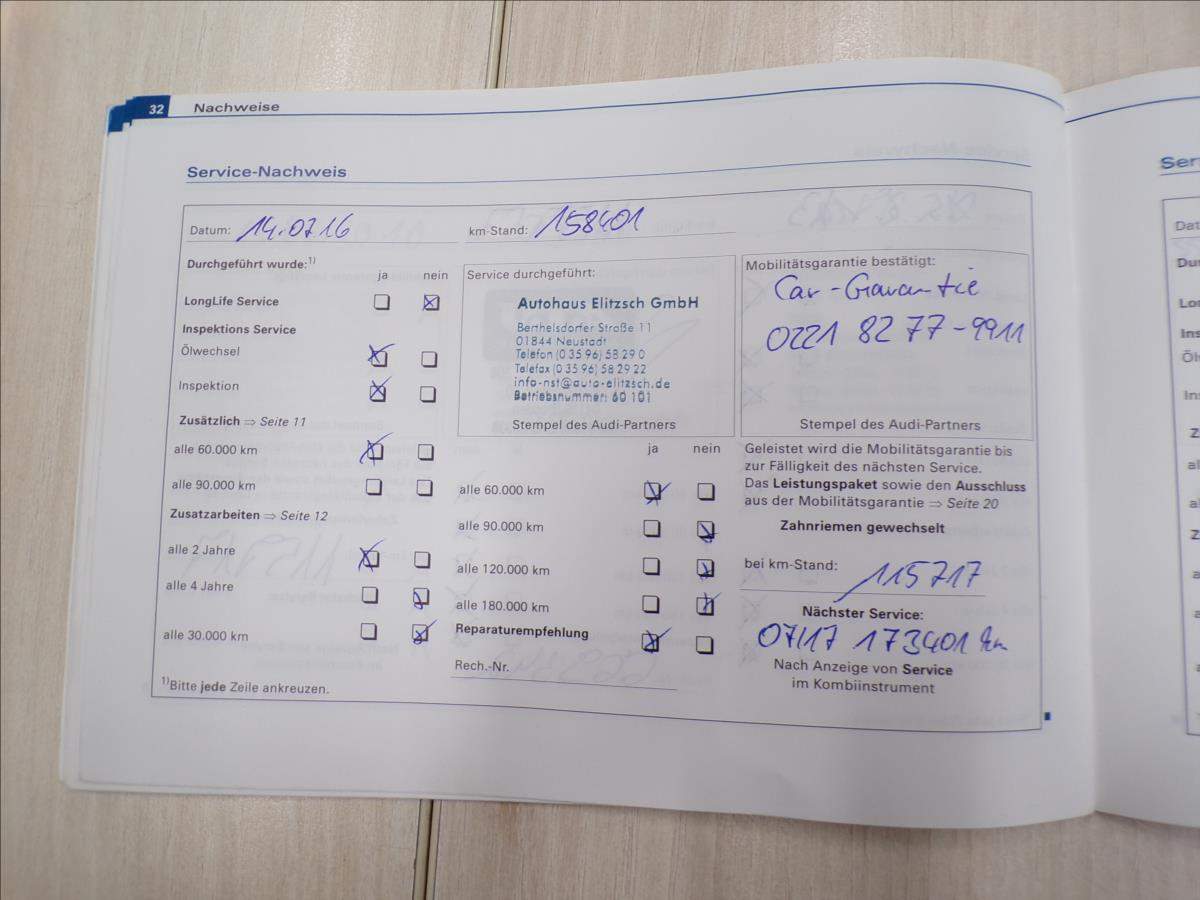 32 Nachweise
Service-Nachweis
Datum: 14.07.16 km-Stand: 158401
Durchgeführt wurde:1)
ja nein
LongLife Service
Inspektions Service
Ölwechsel
Inspektion
Zusätzlich ⇒ Seite 11
alle 60.000 km
alle 90.000 km
Zusatzarbeiten ⇒ Seite 12
alle 2 Jahre
alle 4 Jahre
alle 30.000 km
1)Bitte jede Zeile ankreuzen.
Service durchgeführt:
Autohaus Elitzsch GmbH
Berthelsdorfer Straße 11
01844 Neustadt
Telefon (0 35 96) 58 29 0
Telefax (0 35 96) 58 29 22
info-nst@auto-elitzsch.de
Betriebsnummer: 60 101
Stempel des Audi-Partners
ja nein
alle 60.000 km
alle 90.000 km
alle 120.000 km
alle 180.000 km
Reparaturempfehlung
Rech.-Nr.
Mobilitätsgarantie bestätigt:
Car-Garantie
0221 82 77-9911
Stempel des Audi-Partners
Geleistet wird die Mobilitätsgarantie bis
zur Fälligkeit des nächsten Service.
Das Leistungspaket sowie den Ausschluss
aus der Mobilitätsgarantie ⇒ Seite 20
Zahnriemen gewechselt
bei km-Stand: 115717
Nächster Service:
07/17 173401 km
Nach Anzeige von Service
im Kombiinstrument